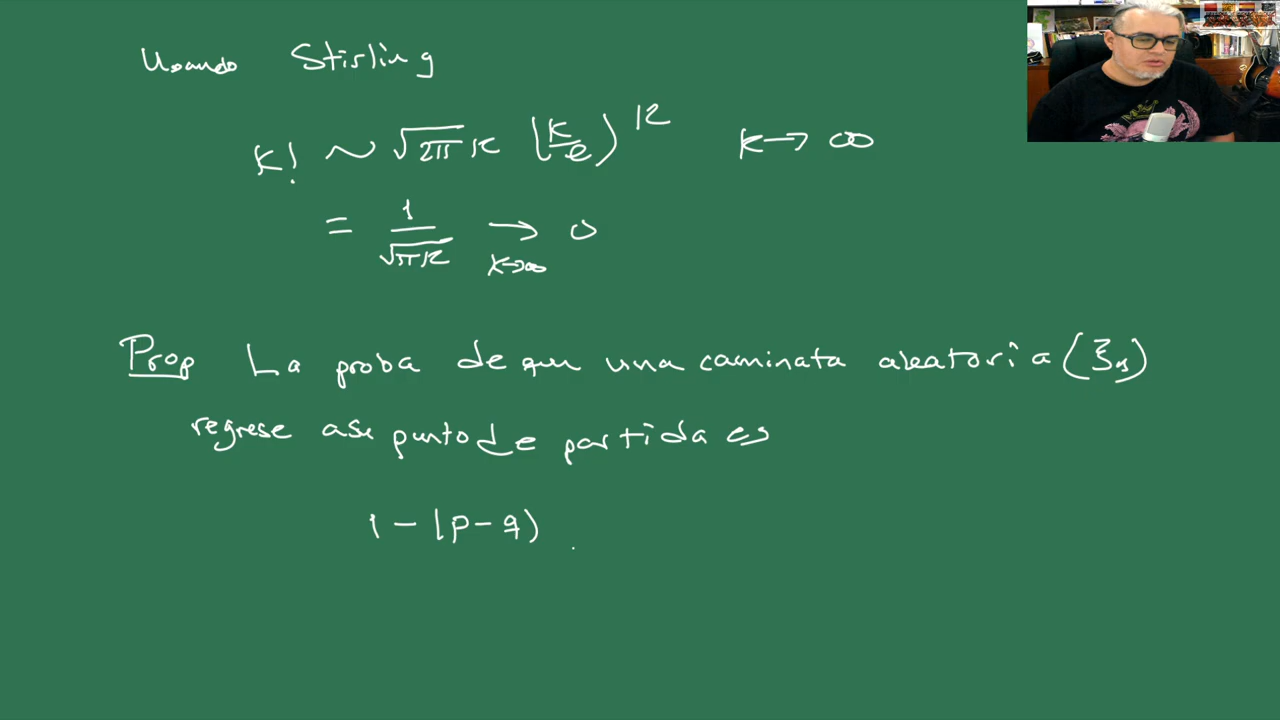 Usando Stirling
k! ~ √2πk (k/e)^k k → ∞
= 1/√πk → 0
k→∞
Prop La proba de que una caminata aleatoria (ξn)
regrese a su punto de partida es
1 - |p - q|